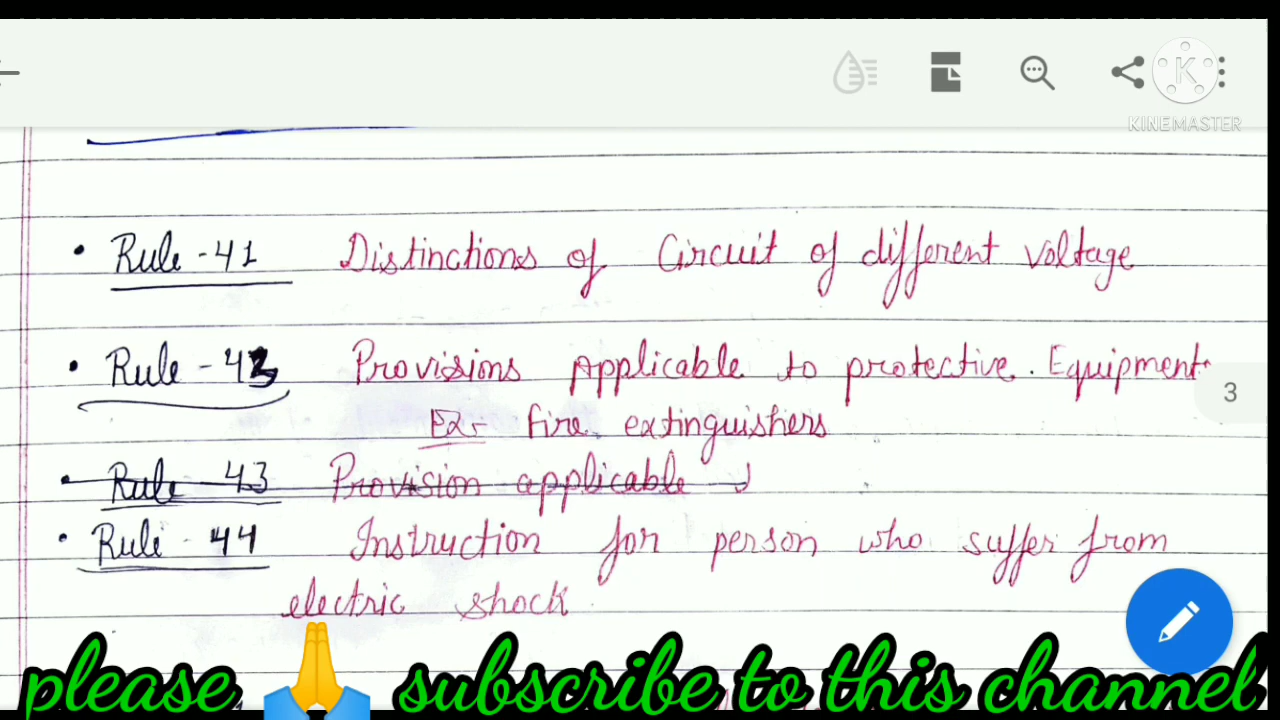 KINEMASTER
• Rule - 41 Distinctions of Circuit of different voltage
• Rule - 43 Provisions Applicable to protective. Equipment
3
Ex:- fire extinguishers
• Rule 43 Provision applicable
• Rule - 44 Instruction for person who suffer from
electric shock
please 🙏 subscribe to this channel